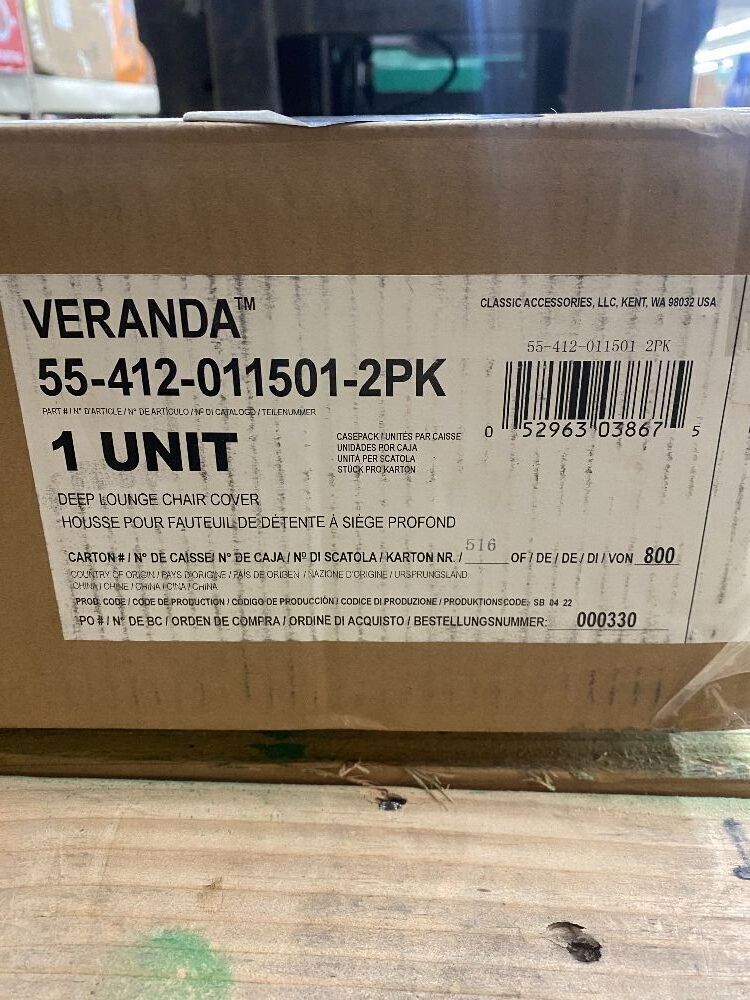 VERANDA™
CLASSIC ACCESSORIES, LLC, KENT, WA 98032 USA
55-412-011501-2PK
55-412-011501 2PK
PART # / N° D'ARTICLE / N° DE ARTÍCULO / Nº DI CATALOGO / TEILENUMMER
0 52963 03867 5
1 UNIT
CASEPACK / UNITÉS PAR CAISSE
UNIDADES POR CAJA
UNITÀ PER SCATOLA
STÜCK PRO KARTON
DEEP LOUNGE CHAIR COVER
HOUSSE POUR FAUTEUIL DE DÉTENTE À SIÈGE PROFOND
CARTON # / N° DE CAISSE/ N° DE CAJA / Nº DI SCATOLA / KARTON NR. / 516 OF / DE / DE / DI / VON 800
COUNTRY OF ORIGIN / PAYS D'ORIGINE / PAÍS DE ORIGEN / NAZIONE D'ORIGINE / URSPRUNGSLAND
CHINA / CHINE / CHINA / CINA / CHINA
PROD. CODE / CODE DE PRODUCTION / CÓDIGO DE PRODUCCIÓN / CODICE DI PRODUZIONE / PRODUKTIONSCODE: SB 04 22
PO # / N° DE BC / ORDEN DE COMPRA / ORDINE DI ACQUISTO / BESTELLUNGSNUMMER: 000330